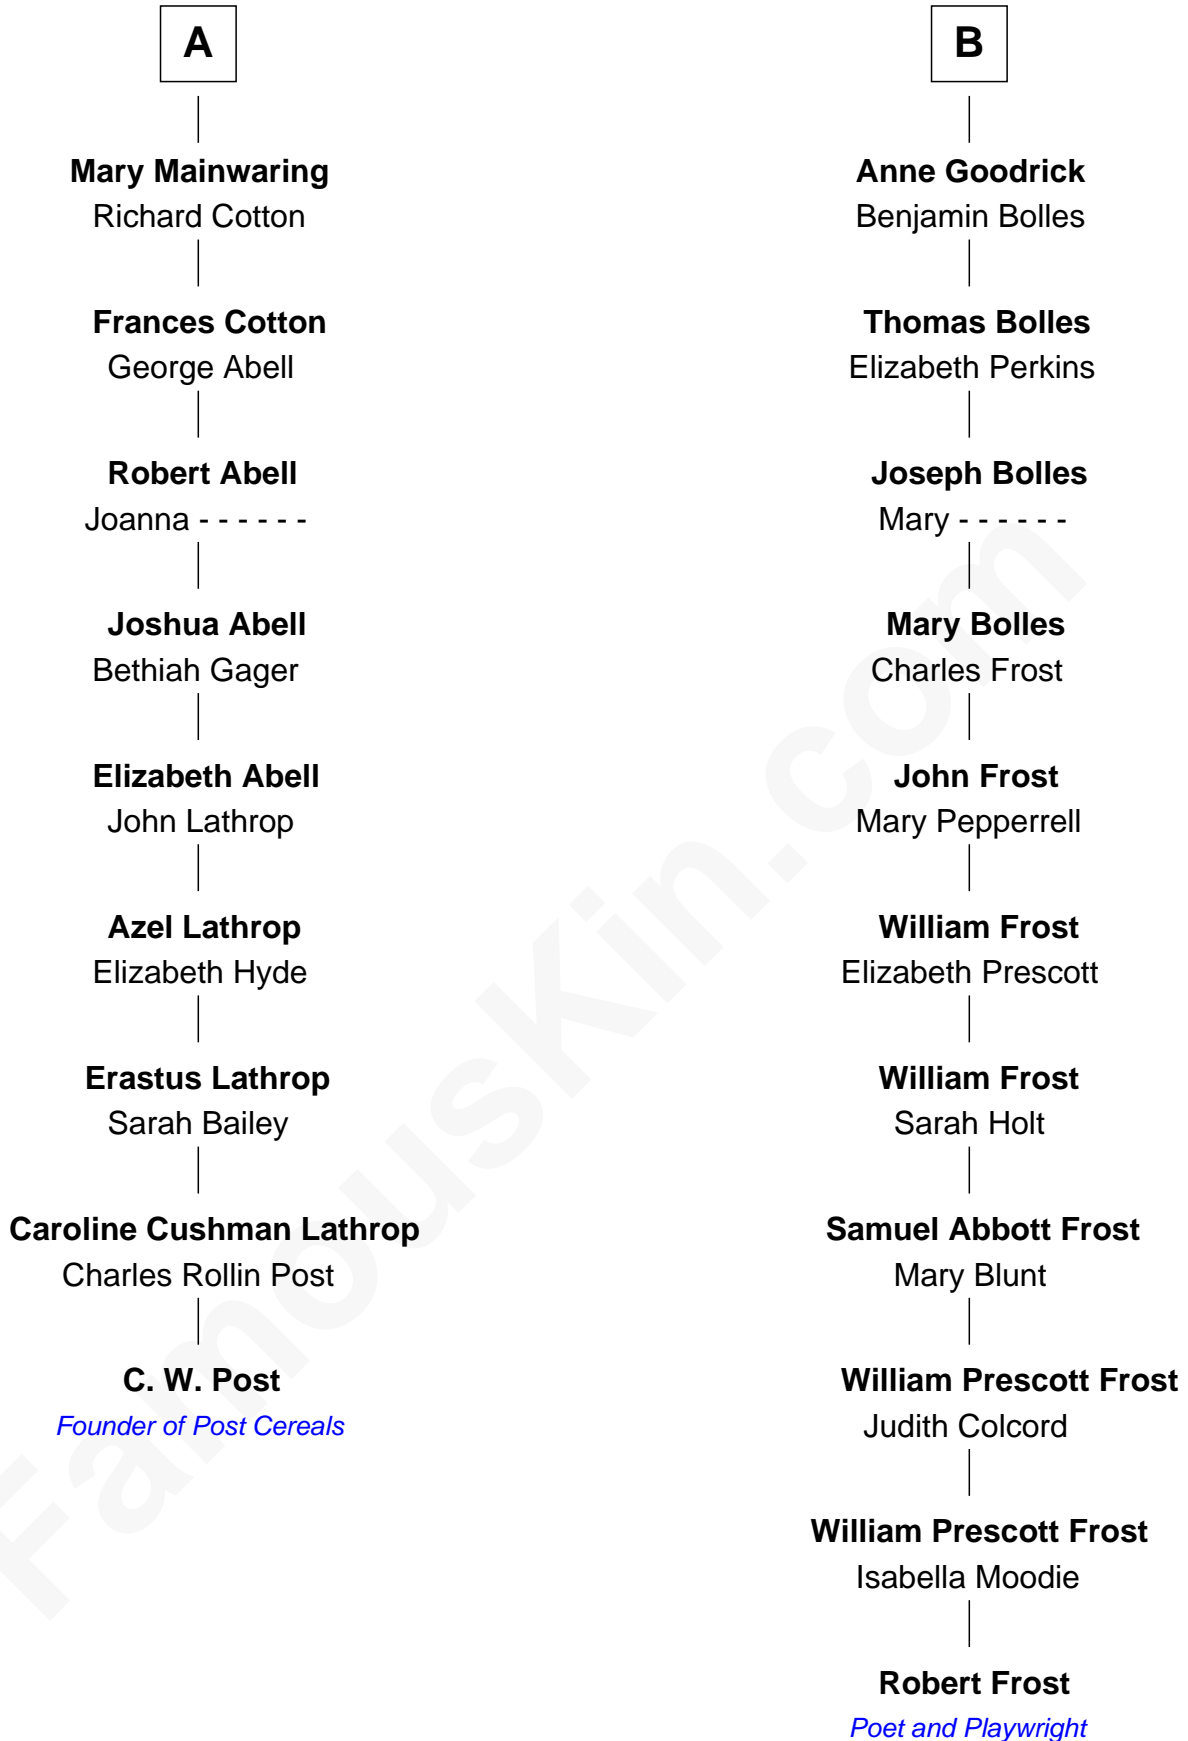 A
Mary Mainwaring
Richard Cotton
Frances Cotton
George Abell
Robert Abell
Joanna - - - - - -
Joshua Abell
Bethiah Gager
Elizabeth Abell
John Lathrop
Azel Lathrop
Elizabeth Hyde
Erastus Lathrop
Sarah Bailey
Caroline Cushman Lathrop
Charles Rollin Post
C. W. Post
Founder of Post Cereals
B
Anne Goodrick
Benjamin Bolles
Thomas Bolles
Elizabeth Perkins
Joseph Bolles
Mary - - - - - -
Mary Bolles
Charles Frost
John Frost
Mary Pepperrell
William Frost
Elizabeth Prescott
William Frost
Sarah Holt
Samuel Abbott Frost
Mary Blunt
William Prescott Frost
Judith Colcord
William Prescott Frost
Isabella Moodie
Robert Frost
Poet and Playwright
FamousKin.com